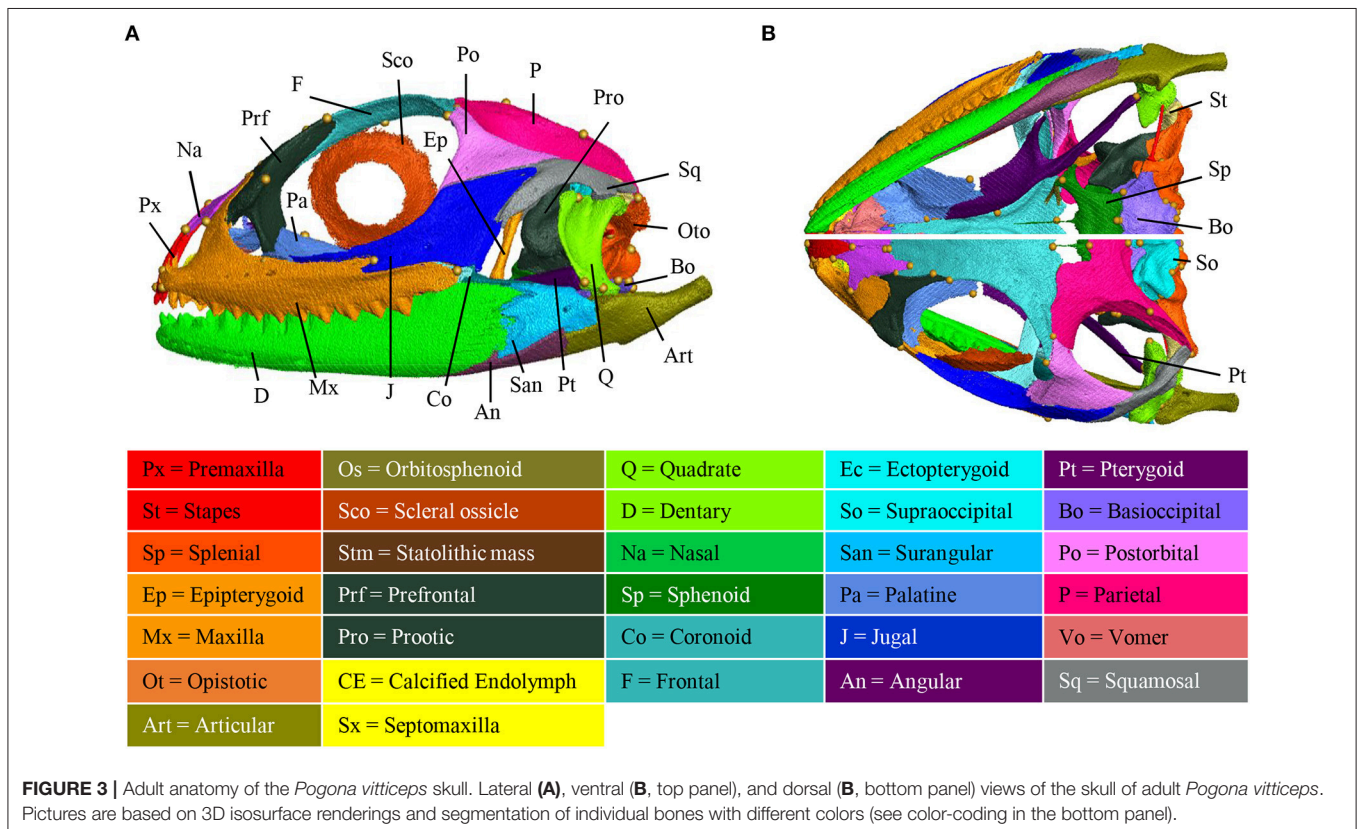 A
B
Sco
Po
P
F
Pro
Prf
Ep
St
Na
Sq
Sp
Px
Pa
Oto
Bo
Bo
So
Art
Pt
D
Mx
J
Co
An
San
Pt
Q
Px = Premaxilla
Os = Orbitosphenoid
Q = Quadrate
Ec = Ectopterygoid
Pt = Pterygoid
St = Stapes
Sco = Scleral ossicle
D = Dentary
So = Supraoccipital
Bo = Basioccipital
Sp = Splenial
Stm = Statolithic mass
Na = Nasal
San = Surangular
Po = Postorbital
Ep = Epipterygoid
Prf = Prefrontal
Sp = Sphenoid
Pa = Palatine
P = Parietal
Mx = Maxilla
Pro = Prootic
Co = Coronoid
J = Jugal
Vo = Vomer
Ot = Opistotic
CE = Calcified Endolymph
F = Frontal
An = Angular
Sq = Squamosal
Art = Articular
Sx = Septomaxilla
FIGURE 3 | Adult anatomy of the Pogona vitticeps skull. Lateral (A), ventral (B, top panel), and dorsal (B, bottom panel) views of the skull of adult Pogona vitticeps.
Pictures are based on 3D isosurface renderings and segmentation of individual bones with different colors (see color-coding in the bottom panel).